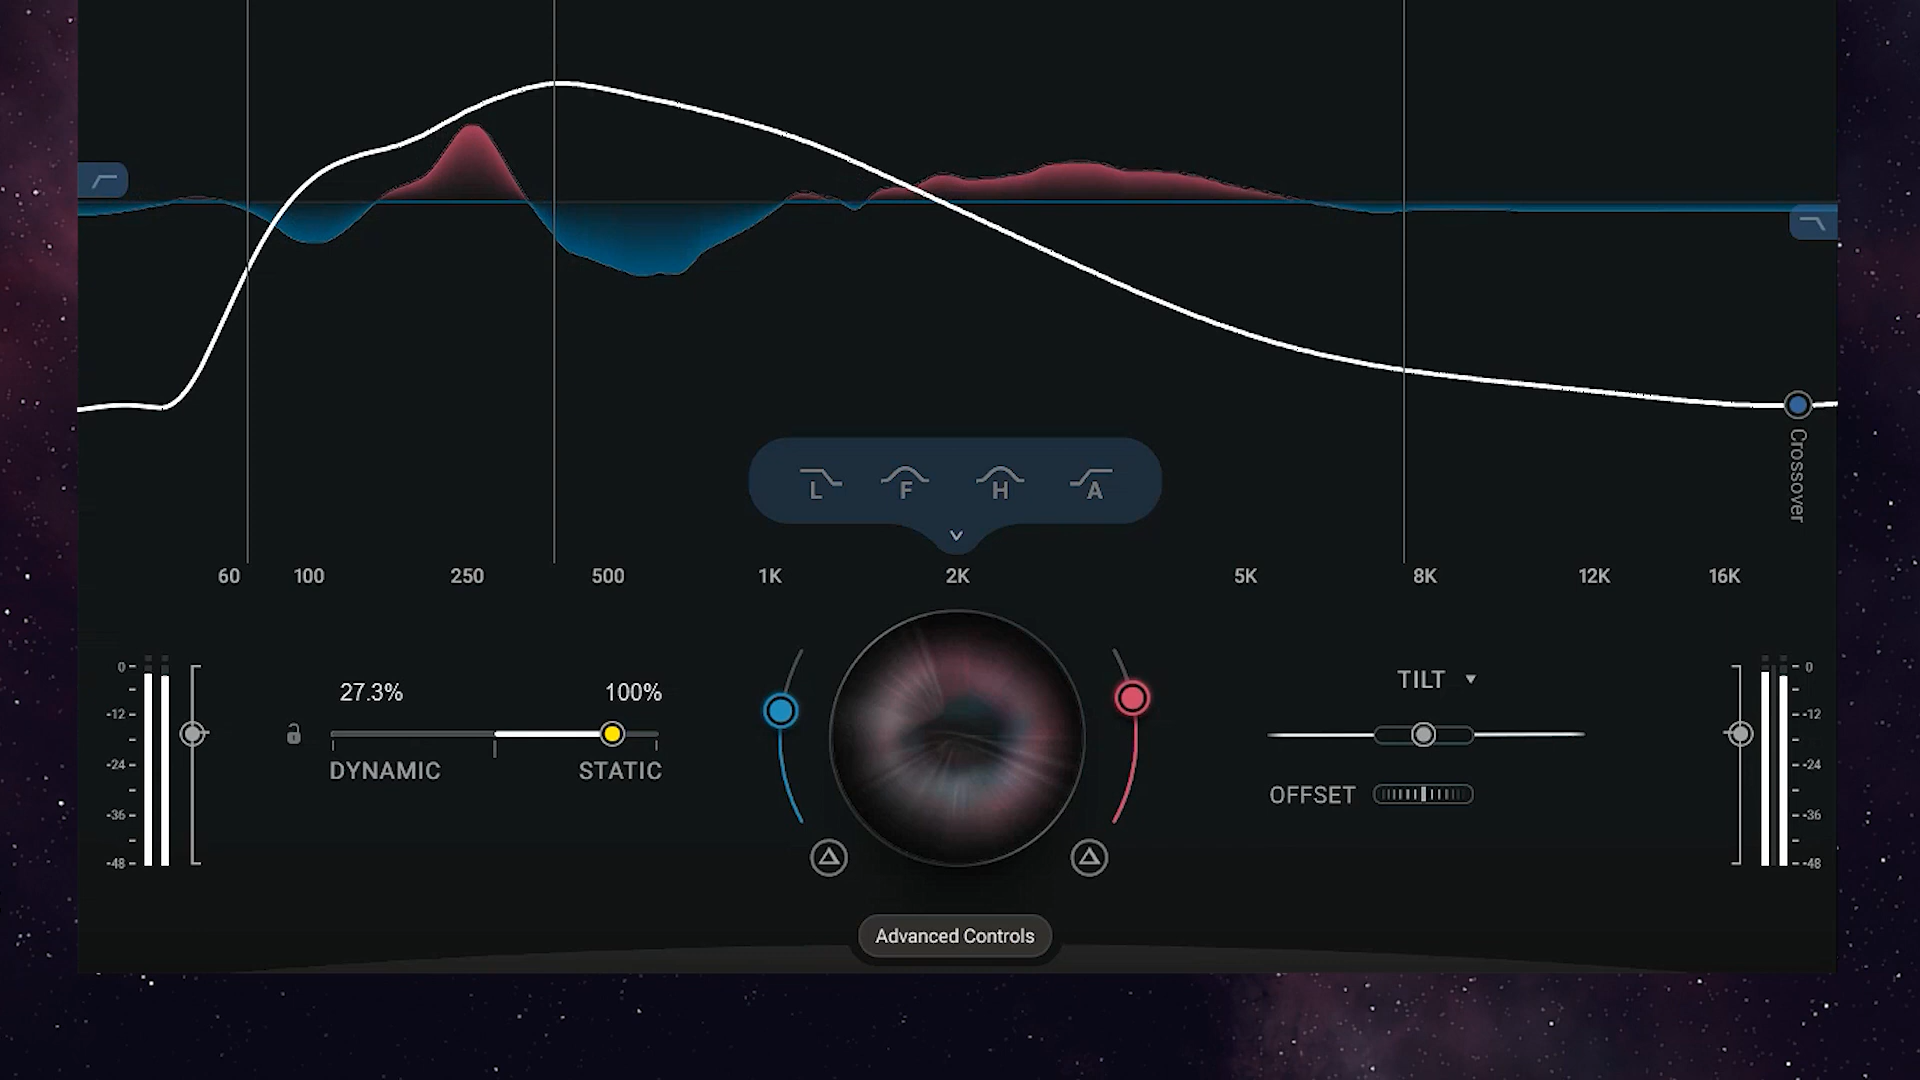 Crossover
L F H A
60 100 250 500 1K 2K 5K 8K 12K 16K
0
-12
-24
-36
-48
27.3% 100%
DYNAMIC STATIC
TILT
OFFSET
0
-12
-24
-36
-48
Advanced Controls